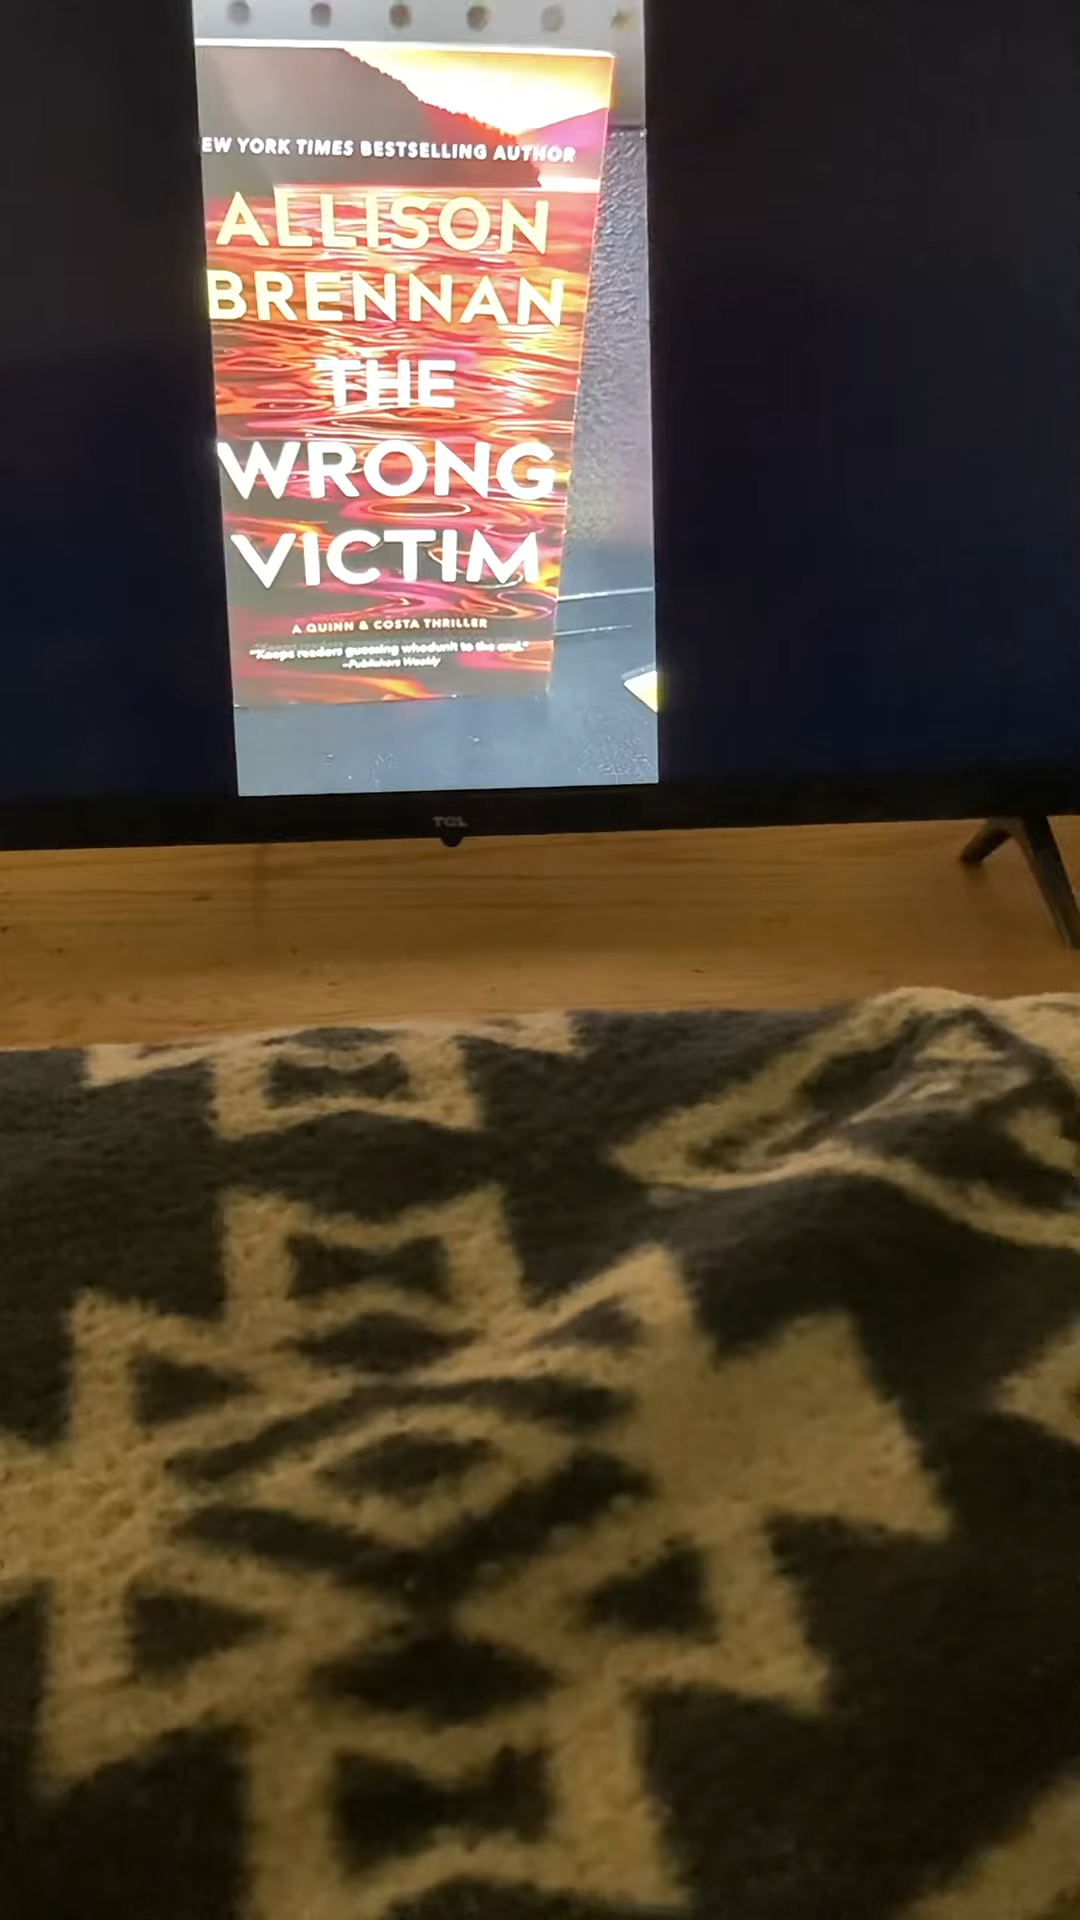 EW YORK TIMES BESTSELLING AUTHOR
ALLISON
BRENNAN
THE
WRONG
VICTIM
A QUINN & COSTA THRILLER
"Keeps readers guessing whodunit to the end."
–Publishers Weekly
TCL